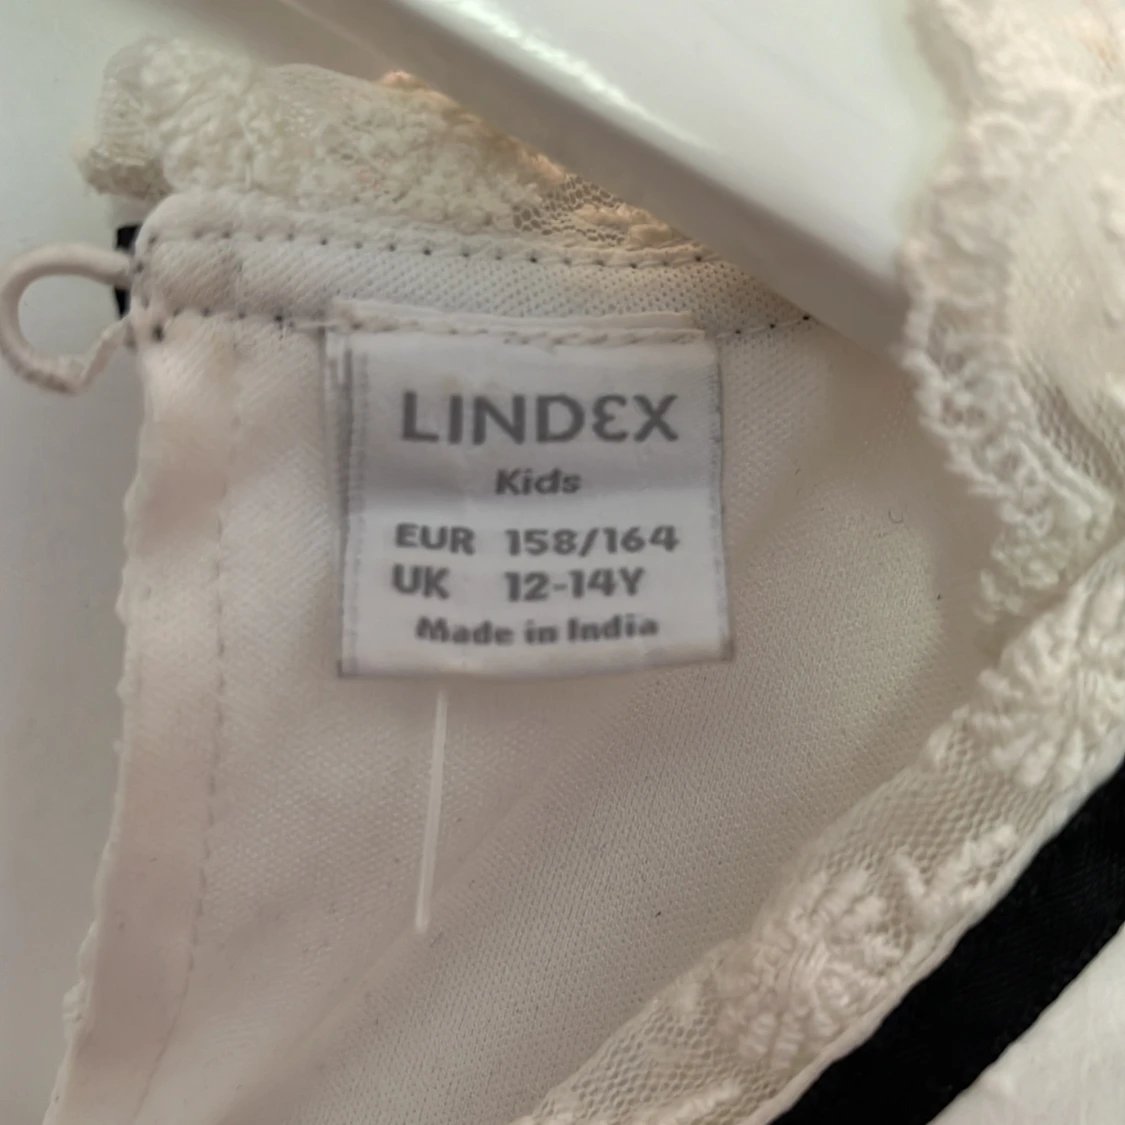 LINDEX
Kids
EUR 158/164
UK 12-14Y
Made in India